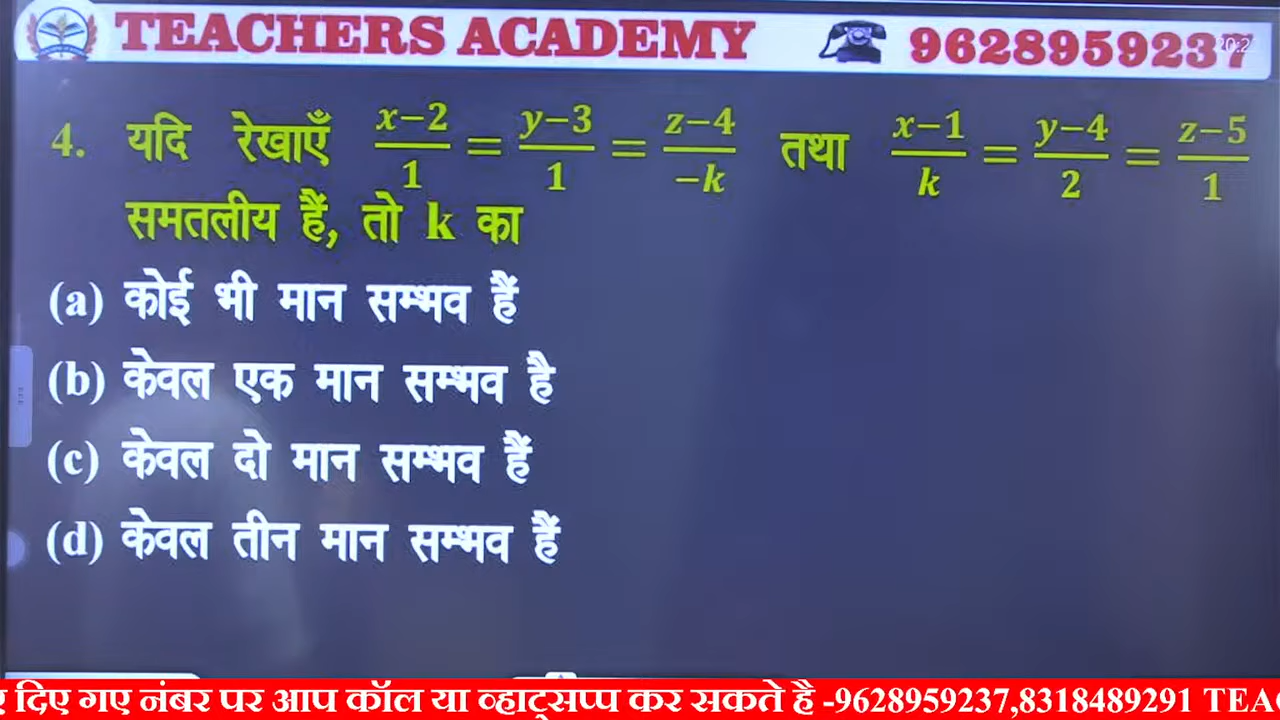 TEACHERS ACADEMY 9628959237
4. यदि रेखाएँ x−2/1 = y−3/1 = z−4/−k तथा x−1/k = y−4/2 = z−5/1
समतलीय हैं, तो k का
(a) कोई भी मान सम्भव हैं
(b) केवल एक मान सम्भव है
(c) केवल दो मान सम्भव हैं
(d) केवल तीन मान सम्भव हैं
दिए गए नंबर पर आप कॉल या व्हाट्सप्प कर सकते है -9628959237,8318489291